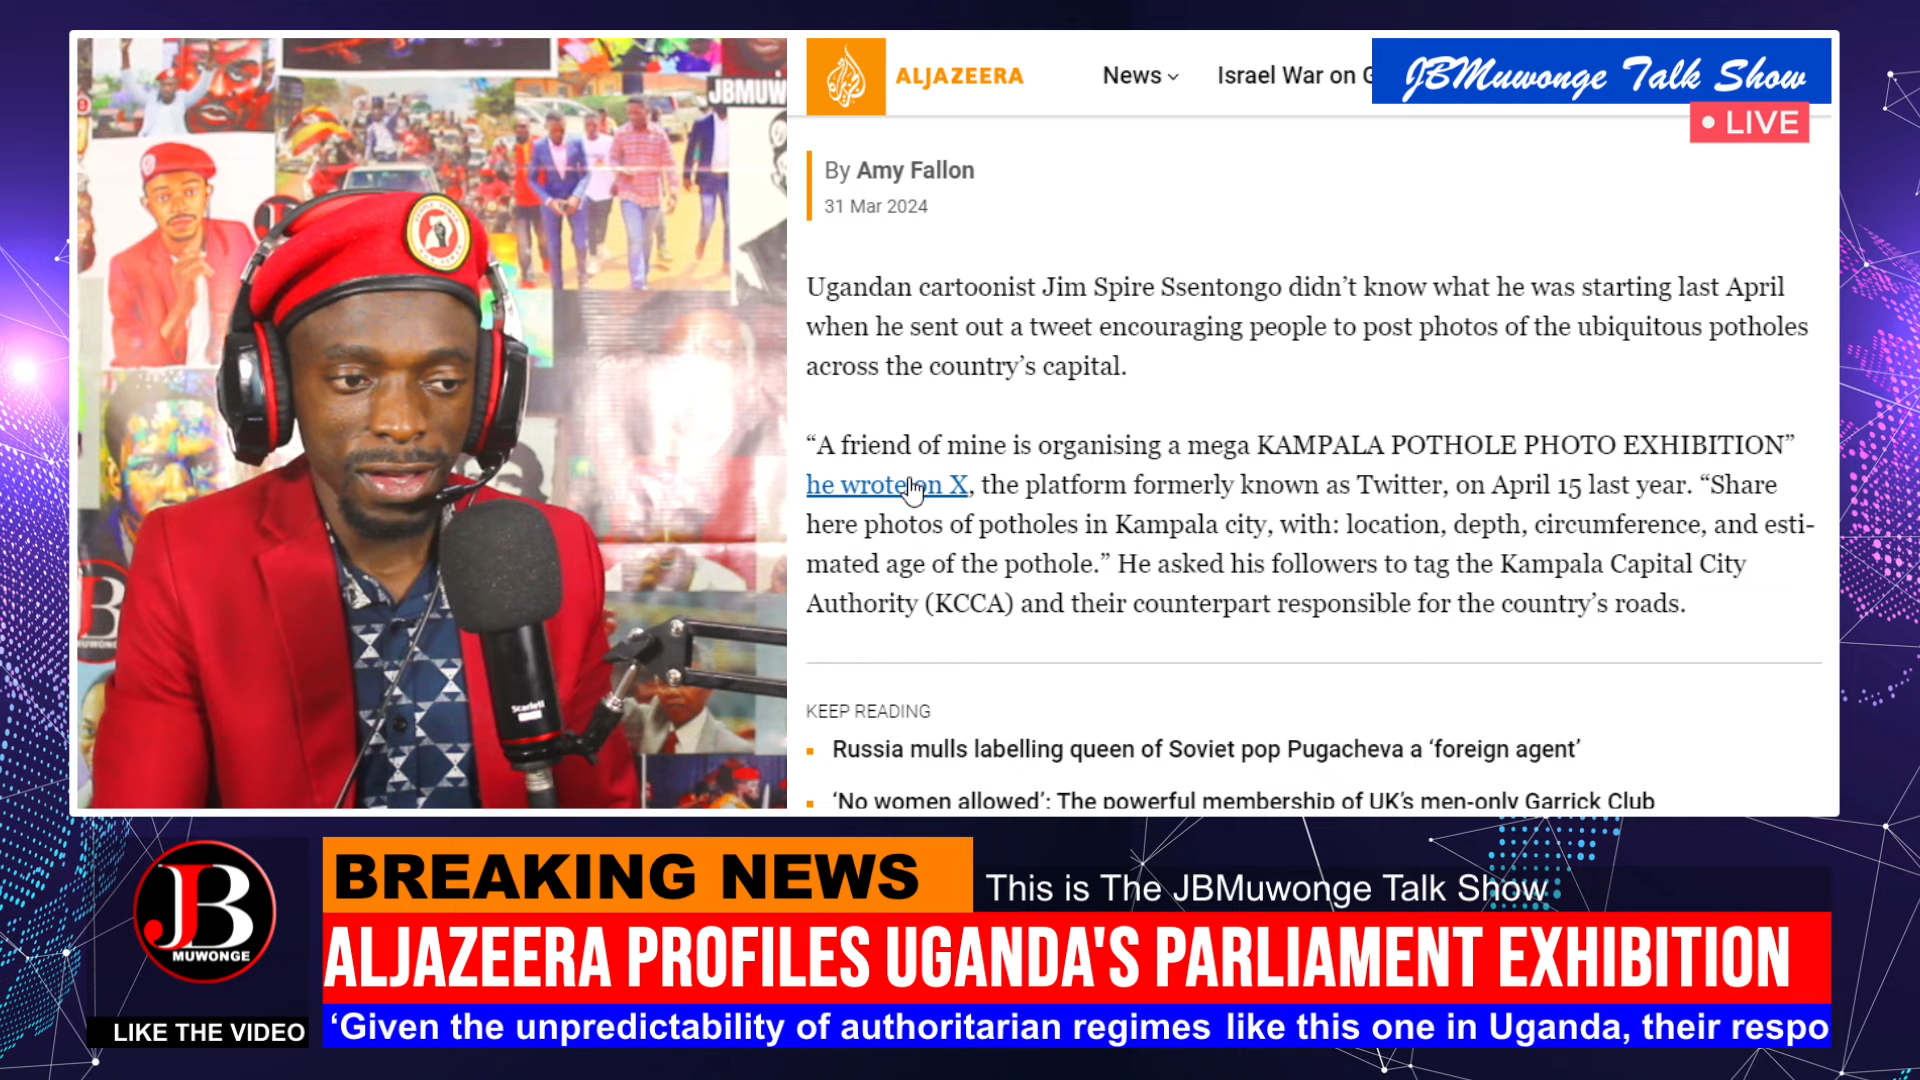 JBMUW
ALJAZEERA
News
Israel War on G
JBMuwonge Talk Show
LIVE
By Amy Fallon
31 Mar 2024
Ugandan cartoonist Jim Spire Ssentongo didn’t know what he was starting last April
when he sent out a tweet encouraging people to post photos of the ubiquitous potholes
across the country’s capital.
“A friend of mine is organising a mega KAMPALA POTHOLE PHOTO EXHIBITION”
he wrote on X, the platform formerly known as Twitter, on April 15 last year. “Share
here photos of potholes in Kampala city, with: location, depth, circumference, and esti-
mated age of the pothole.” He asked his followers to tag the Kampala Capital City
Authority (KCCA) and their counterpart responsible for the country’s roads.
KEEP READING
Russia mulls labelling queen of Soviet pop Pugacheva a ‘foreign agent’
‘No women allowed’: The powerful membership of UK’s men-only Garrick Club
Scarlett
JB
MUWONGE
LIKE THE VIDEO
BREAKING NEWS
This is The JBMuwonge Talk Show
ALJAZEERA PROFILES UGANDA'S PARLIAMENT EXHIBITION
‘Given the unpredictability of authoritarian regimes like this one in Uganda, their respo